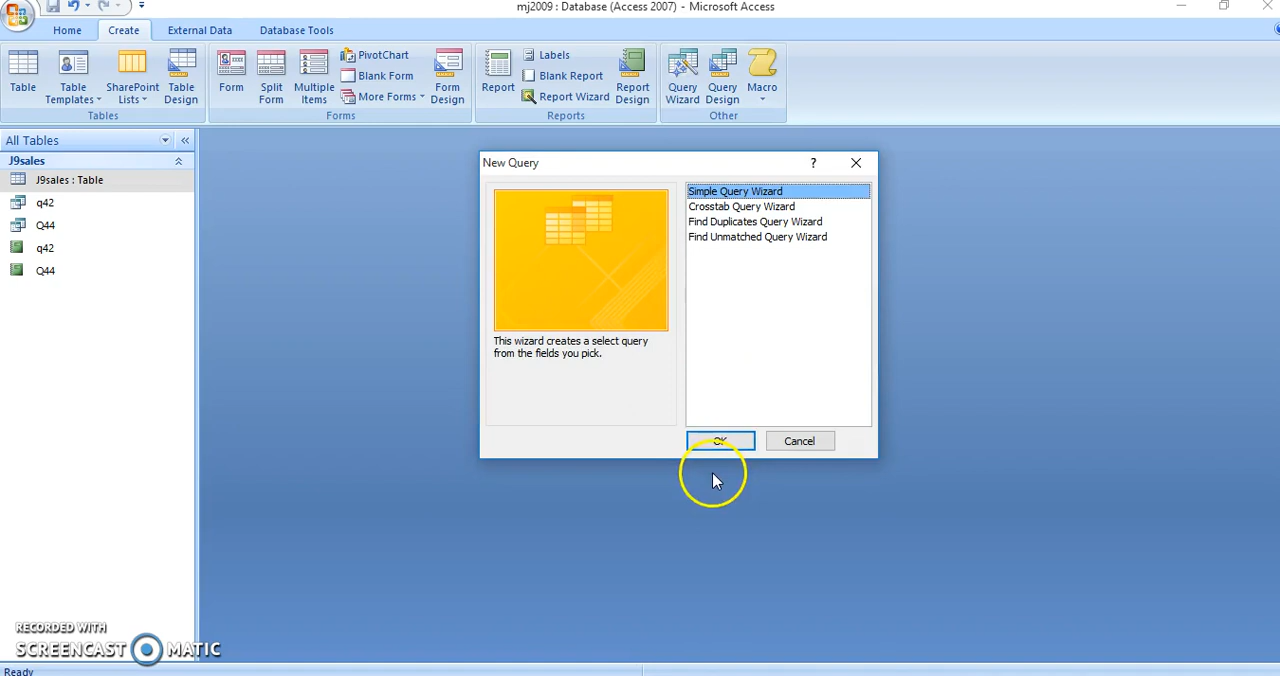 mj2009 : Database (Access 2007) - Microsoft Access
Home Create External Data Database Tools
Table
Table Templates
SharePoint Lists
Table Design
Tables
Form
Split Form
Multiple Items
PivotChart
Blank Form
More Forms
Form Design
Forms
Report
Labels
Blank Report
Report Wizard
Report Design
Reports
Query Wizard
Query Design
Macro
Other
All Tables
J9sales
J9sales : Table
q42
Q44
q42
Q44
New Query
?
Simple Query Wizard
Crosstab Query Wizard
Find Duplicates Query Wizard
Find Unmatched Query Wizard
This wizard creates a select query
from the fields you pick.
OK
Cancel
RECORDED WITH
SCREENCAST MATIC
Ready